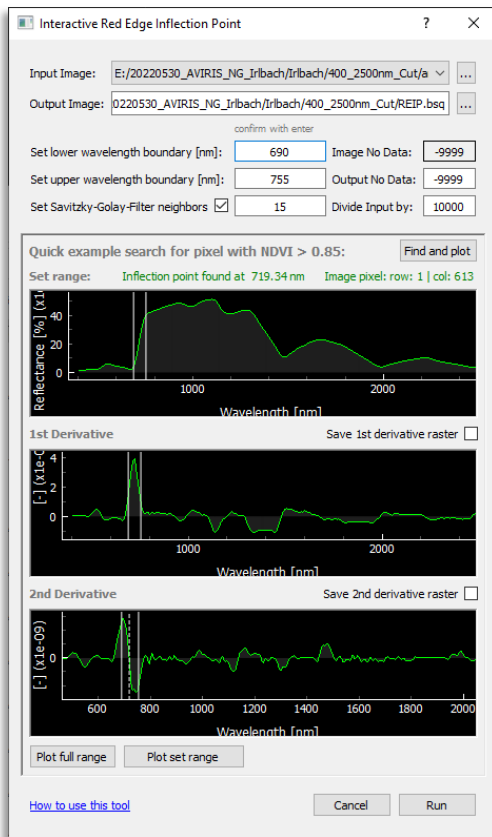 Interactive Red Edge Inflection Point ? ×
Input Image: E:/20220530_AVIRIS_NG_Irlbach/Irlbach/400_2500nm_Cut/a ...
Output Image: 0220530_AVIRIS_NG_Irlbach/Irlbach/400_2500nm_Cut/REIP.bsq ...
confirm with enter
Set lower wavelength boundary [nm]: 690 Image No Data: -9999
Set upper wavelength boundary [nm]: 755 Output No Data: -9999
Set Savitzky-Golay-Filter neighbors 15 Divide Input by: 10000
Quick example search for pixel with NDVI > 0.85: Find and plot
Set range: Inflection point found at 719.34 nm Image pixel: row: 1 | col: 613
Reflectance [%] (x1e
40
20
0
1000 2000
Wavelength [nm]
1st Derivative Save 1st derivative raster
[-] (x1e-0
4
2
0
1000 2000
Wavelength [nm]
2nd Derivative Save 2nd derivative raster
[-] (x1e-09)
0
600 800 1000 1200 1400 1600 1800 2000
Wavelength [nm]
Plot full range Plot set range
How to use this tool Cancel Run